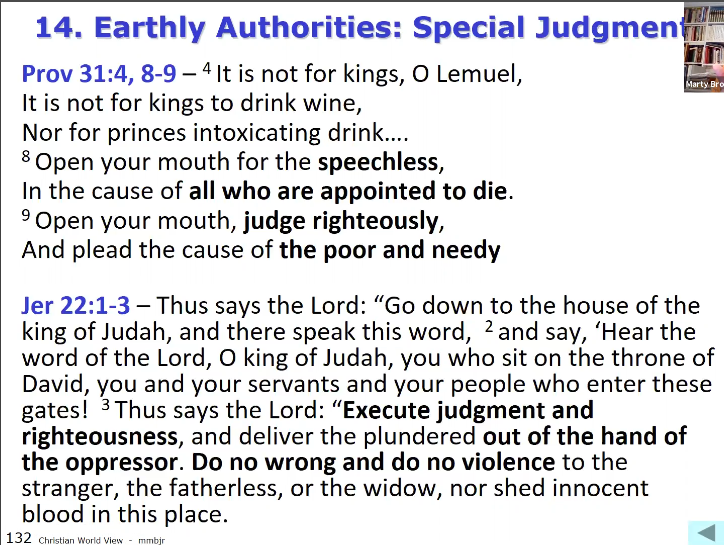 14. Earthly Authorities: Special Judgment
Marty Bro
Prov 31:4, 8-9 – ⁴ It is not for kings, O Lemuel,
It is not for kings to drink wine,
Nor for princes intoxicating drink….
⁸ Open your mouth for the speechless,
In the cause of all who are appointed to die.
⁹ Open your mouth, judge righteously,
And plead the cause of the poor and needy
Jer 22:1-3 – Thus says the Lord: “Go down to the house of the
king of Judah, and there speak this word, ² and say, ‘Hear the
word of the Lord, O king of Judah, you who sit on the throne of
David, you and your servants and your people who enter these
gates! ³ Thus says the Lord: “Execute judgment and
righteousness, and deliver the plundered out of the hand of
the oppressor. Do no wrong and do no violence to the
stranger, the fatherless, or the widow, nor shed innocent
blood in this place.
132 Christian World View - mmbjr